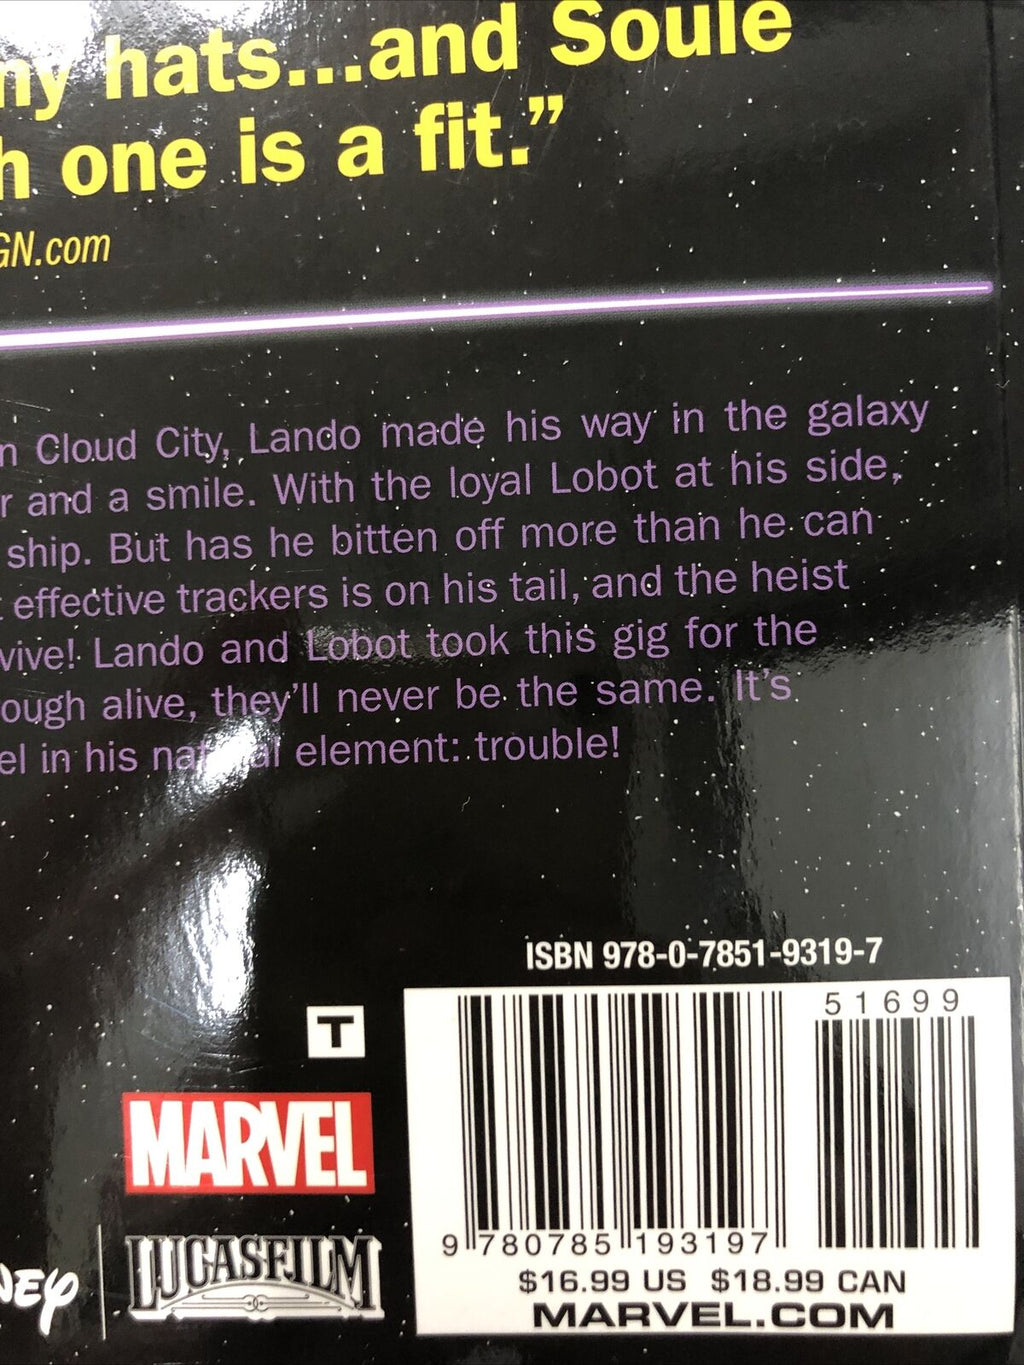 ny hats...and Soule
h one is a fit.”
GN.com
n Cloud City, Lando made his way in the galaxy
r and a smile. With the loyal Lobot at his side,
ship. But has he bitten off more than he can
effective trackers is on his tail, and the heist
vive! Lando and Lobot took this gig for the
ough alive, they’ll never be the same. It’s
el in his natural element: trouble!
ISBN 978-0-7851-9319-7
51699
T
MARVEL
9 780785 193197
$16.99 US $18.99 CAN
MARVEL.COM
NEY
LUCASFILM